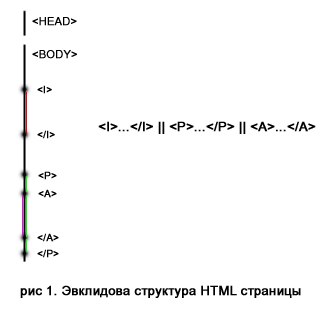 <HEAD>
<BODY>
<I>
</I>
<I>...</I> || <P>...</P> || <A>...</A>
<P>
<A>
</A>
</P>
рис 1. Эвклидова структура HTML страницы